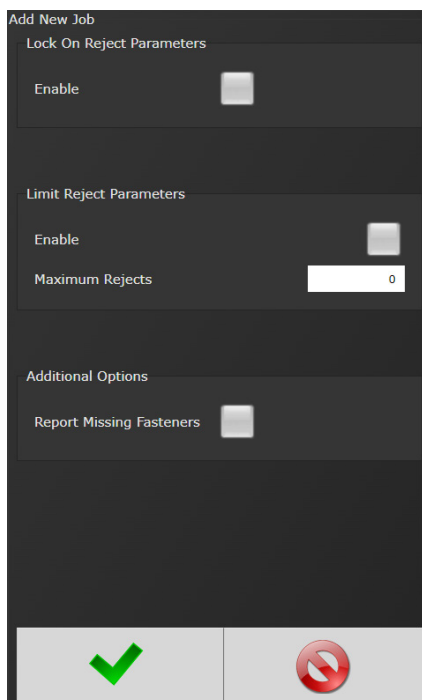 Add New Job
Lock On Reject Parameters
Enable
Limit Reject Parameters
Enable
Maximum Rejects 0
Additional Options
Report Missing Fasteners